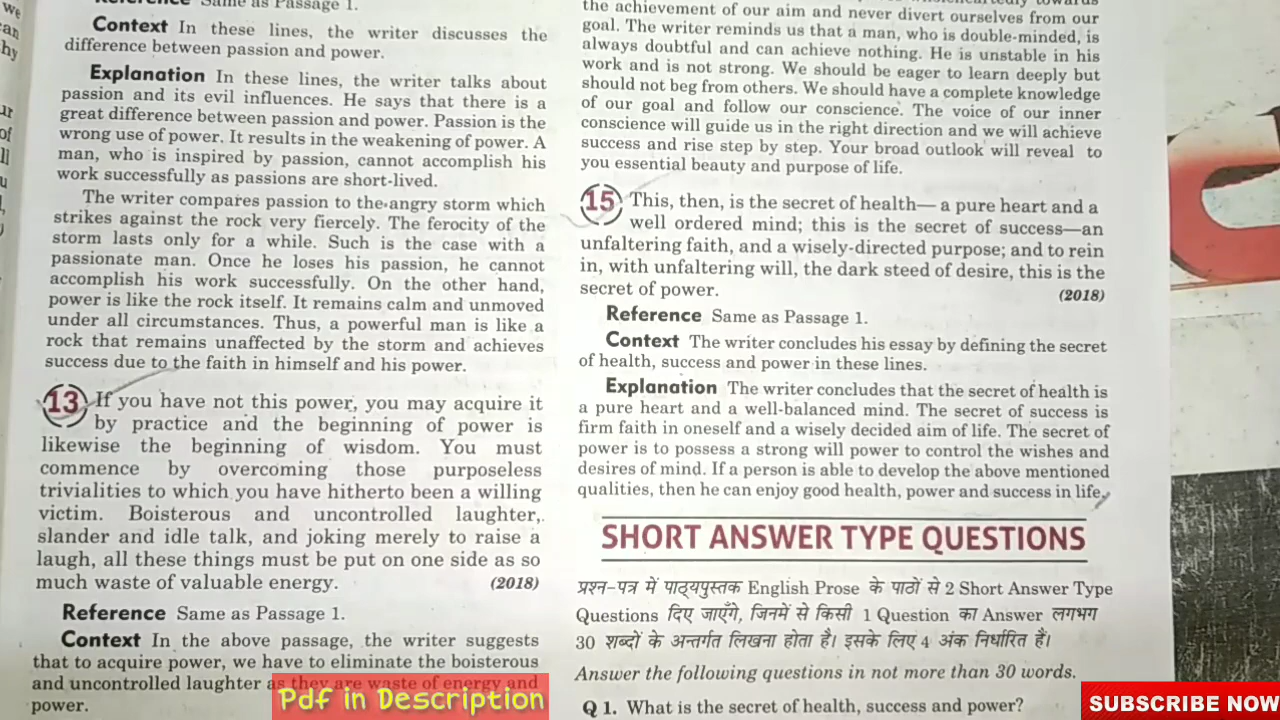 we
can
hy
ur
of
ll
u
Reference Same as Passage 1.
Context In these lines, the writer discusses the
difference between passion and power.
Explanation In these lines, the writer talks about
passion and its evil influences. He says that there is a
great difference between passion and power. Passion is the
wrong use of power. It results in the weakening of power. A
man, who is inspired by passion, cannot accomplish his
work successfully as passions are short-lived.
The writer compares passion to the angry storm which
strikes against the rock very fiercely. The ferocity of the
storm lasts only for a while. Such is the case with a
passionate man. Once he loses his passion, he cannot
accomplish his work successfully. On the other hand,
power is like the rock itself. It remains calm and unmoved
under all circumstances. Thus, a powerful man is like a
rock that remains unaffected by the storm and achieves
success due to the faith in himself and his power.
13 If you have not this power, you may acquire it
by practice and the beginning of power is
likewise the beginning of wisdom. You must
commence by overcoming those purposeless
trivialities to which you have hitherto been a willing
victim. Boisterous and uncontrolled laughter,
slander and idle talk, and joking merely to raise a
laugh, all these things must be put on one side as so
much waste of valuable energy. (2018)
Reference Same as Passage 1.
Context In the above passage, the writer suggests
that to acquire power, we have to eliminate the boisterous
and uncontrolled laughter as they are waste of energy and
power.
the achievement of our aim and never divert ourselves from our
goal. The writer reminds us that a man, who is double-minded, is
always doubtful and can achieve nothing. He is unstable in his
work and is not strong. We should be eager to learn deeply but
should not beg from others. We should have a complete knowledge
of our goal and follow our conscience. The voice of our inner
conscience will guide us in the right direction and we will achieve
success and rise step by step. Your broad outlook will reveal to
you essential beauty and purpose of life.
15 This, then, is the secret of health— a pure heart and a
well ordered mind; this is the secret of success—an
unfaltering faith, and a wisely-directed purpose; and to rein
in, with unfaltering will, the dark steed of desire, this is the
secret of power. (2018)
Reference Same as Passage 1.
Context The writer concludes his essay by defining the secret
of health, success and power in these lines.
Explanation The writer concludes that the secret of health is
a pure heart and a well-balanced mind. The secret of success is
firm faith in oneself and a wisely decided aim of life. The secret of
power is to possess a strong will power to control the wishes and
desires of mind. If a person is able to develop the above mentioned
qualities, then he can enjoy good health, power and success in life.
SHORT ANSWER TYPE QUESTIONS
प्रश्न-पत्र में पाठ्यपुस्तक English Prose के पाठों से 2 Short Answer Type
Questions दिए जाएँगे, जिनमें से किसी 1 Question का Answer लगभग
30 शब्दों के अन्तर्गत लिखना होता है। इसके लिए 4 अंक निर्धारित हैं।
Answer the following questions in not more than 30 words.
Q 1. What is the secret of health, success and power?
Pdf in Description
SUBSCRIBE NOW